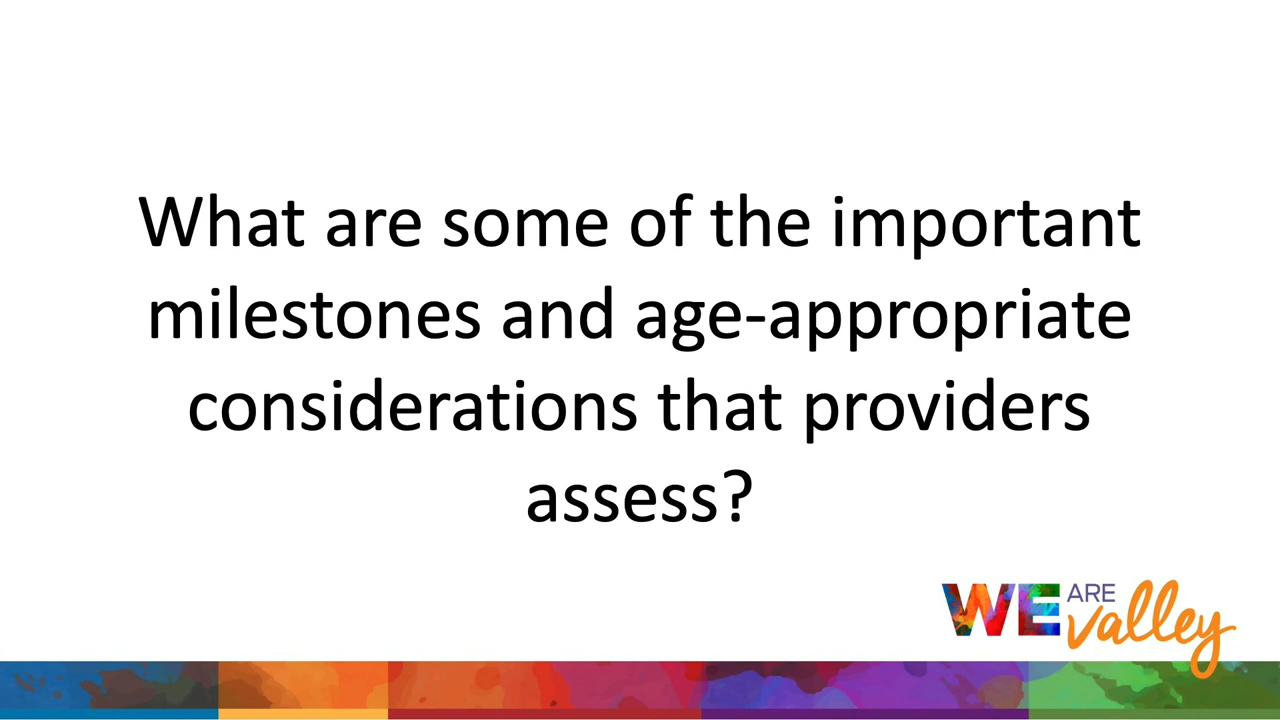 What are some of the important
milestones and age-appropriate
considerations that providers
assess?
WE ARE valley